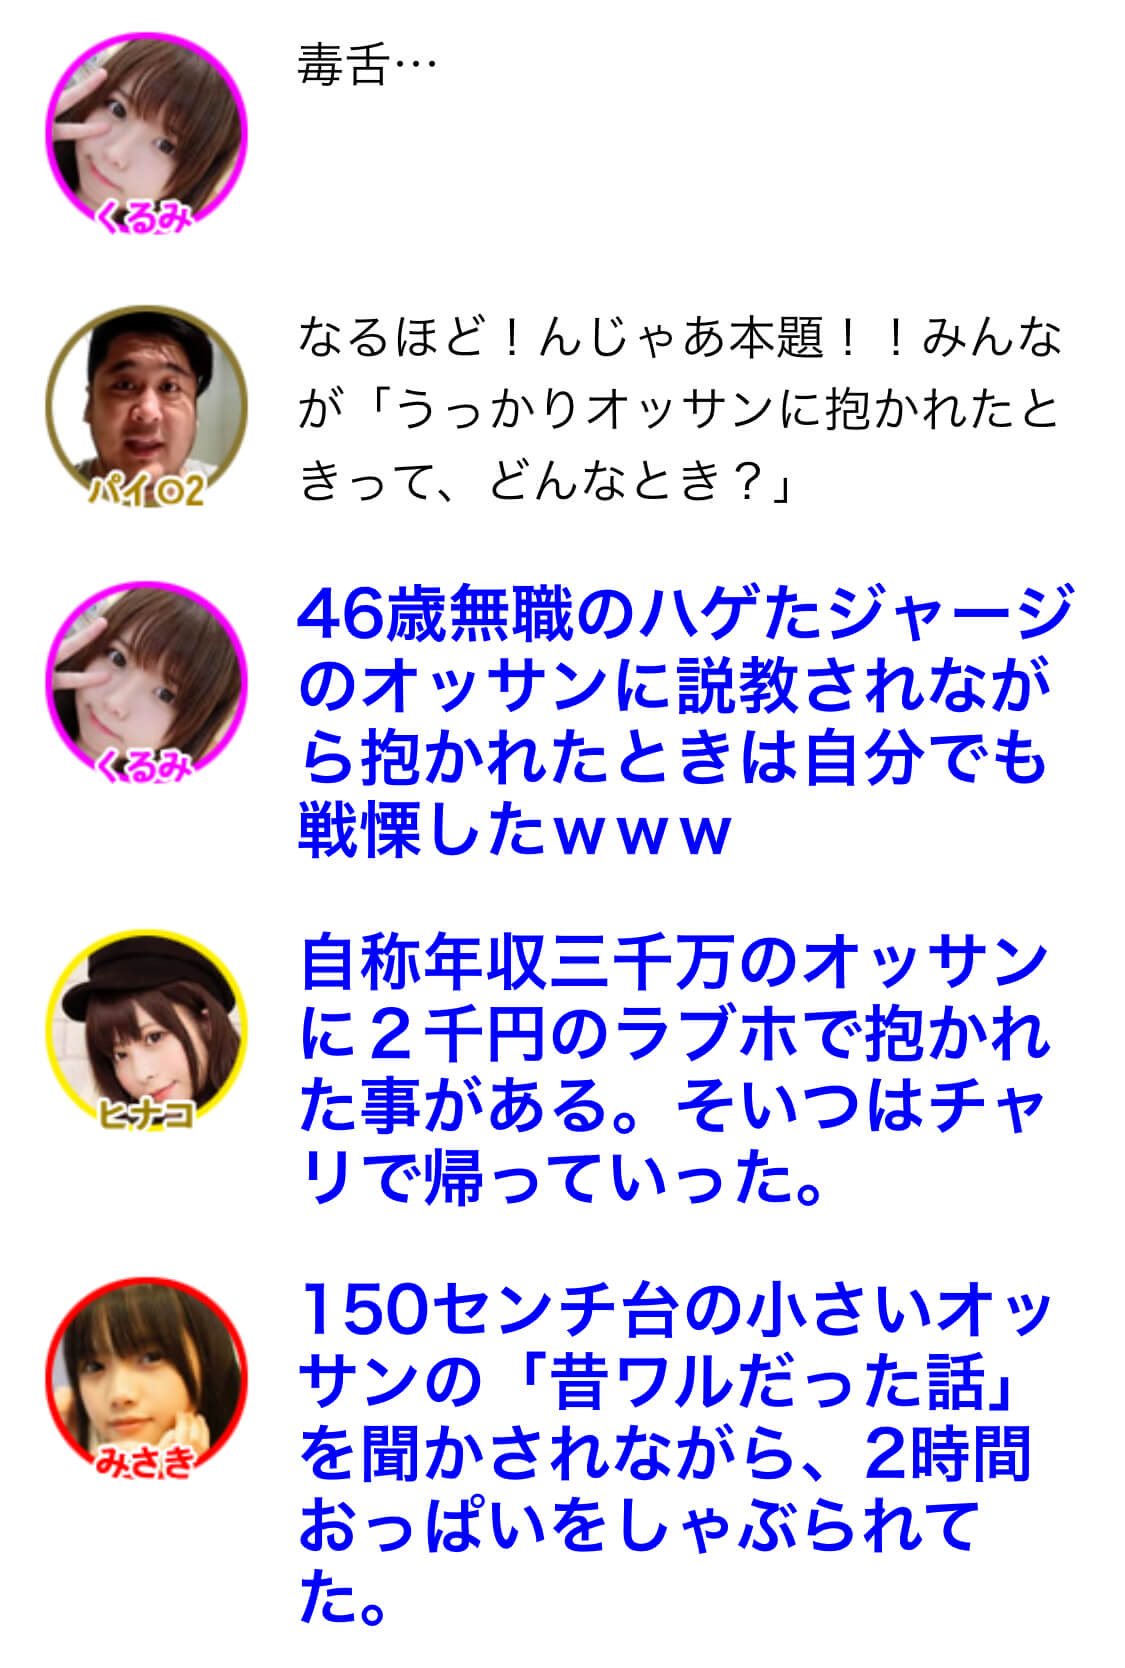 毒舌…
くるみ
なるほど！んじゃあ本題！！みんな
が「うっかりオッサンに抱かれたと
きって、どんなとき？」
パイ◎2
46歳無職のハゲたジャージ
のオッサンに説教されなが
ら抱かれたときは自分でも
戦慄したｗｗｗ
くるみ
自称年収三千万のオッサン
に２千円のラブホで抱かれ
た事がある。そいつはチャ
リで帰っていった。
ヒナコ
150センチ台の小さいオッ
サンの「昔ワルだった話」
を聞かされながら、2時間
おっぱいをしゃぶられて
た。
みさき